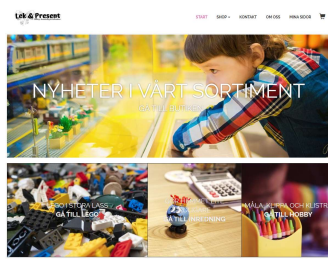 Lek & Present
START SHOP KONTAKT OM OSS MINA SIDOR
NYHETER I VÅRT SORTIMENT
LEGO I STORA LASS
GÅ TILL LEGO
GÅ TILL INREDNING
MÅLA, KLIPPA OCH KLISTRA
GÅ TILL HOBBY